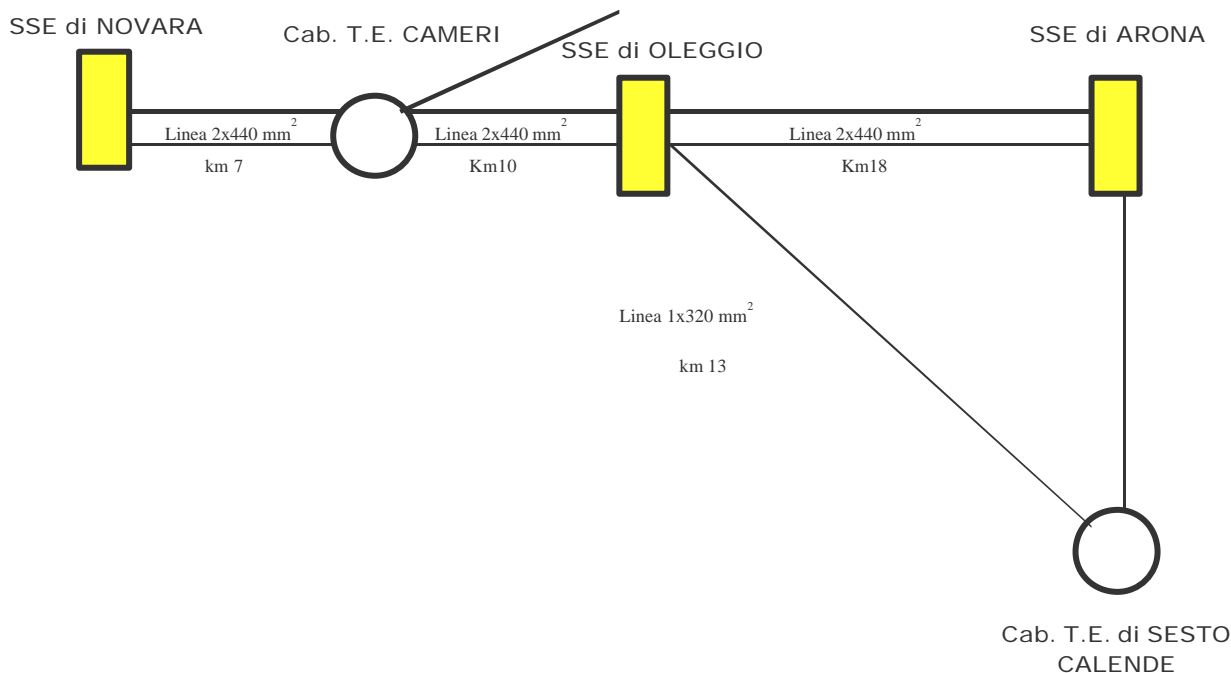 SSE di NOVARA
Cab. T.E. CAMERI
SSE di OLEGGIO
SSE di ARONA
Linea 2x440 mm²
km 7
Linea 2x440 mm²
Km10
Linea 2x440 mm²
Km18
Linea 1x320 mm²
km 13
Cab. T.E. di SESTO
CALENDE